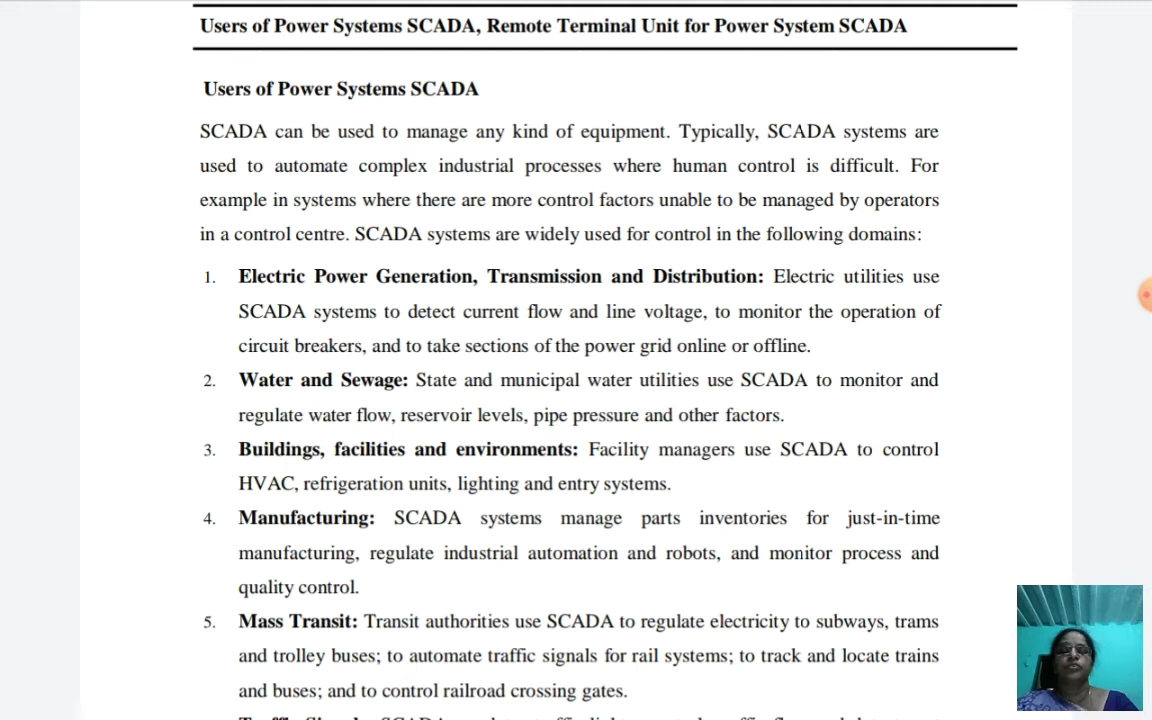 Users of Power Systems SCADA, Remote Terminal Unit for Power System SCADA
Users of Power Systems SCADA
SCADA can be used to manage any kind of equipment. Typically, SCADA systems are
used to automate complex industrial processes where human control is difficult. For
example in systems where there are more control factors unable to be managed by operators
in a control centre. SCADA systems are widely used for control in the following domains:
1. Electric Power Generation, Transmission and Distribution: Electric utilities use
SCADA systems to detect current flow and line voltage, to monitor the operation of
circuit breakers, and to take sections of the power grid online or offline.
2. Water and Sewage: State and municipal water utilities use SCADA to monitor and
regulate water flow, reservoir levels, pipe pressure and other factors.
3. Buildings, facilities and environments: Facility managers use SCADA to control
HVAC, refrigeration units, lighting and entry systems.
4. Manufacturing: SCADA systems manage parts inventories for just-in-time
manufacturing, regulate industrial automation and robots, and monitor process and
quality control.
5. Mass Transit: Transit authorities use SCADA to regulate electricity to subways, trams
and trolley buses; to automate traffic signals for rail systems; to track and locate trains
and buses; and to control railroad crossing gates.